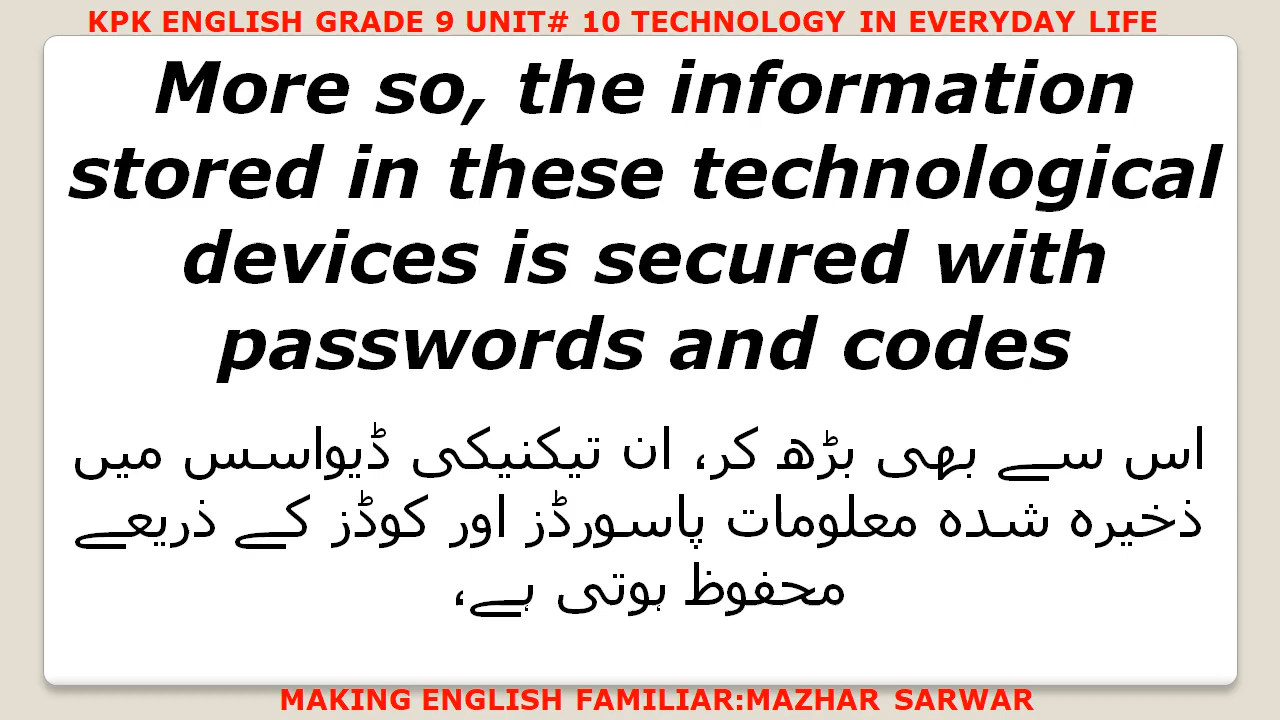 KPK ENGLISH GRADE 9 UNIT# 10 TECHNOLOGY IN EVERYDAY LIFE
More so, the information
stored in these technological
devices is secured with
passwords and codes
اس سے بھی بڑھ کر، ان تیکنیکی ڈیواسس میں
ذخیرہ شدہ معلومات پاسورڈز اور کوڈز کے ذریعے
محفوظ ہوتی ہے،
MAKING ENGLISH FAMILIAR:MAZHAR SARWAR